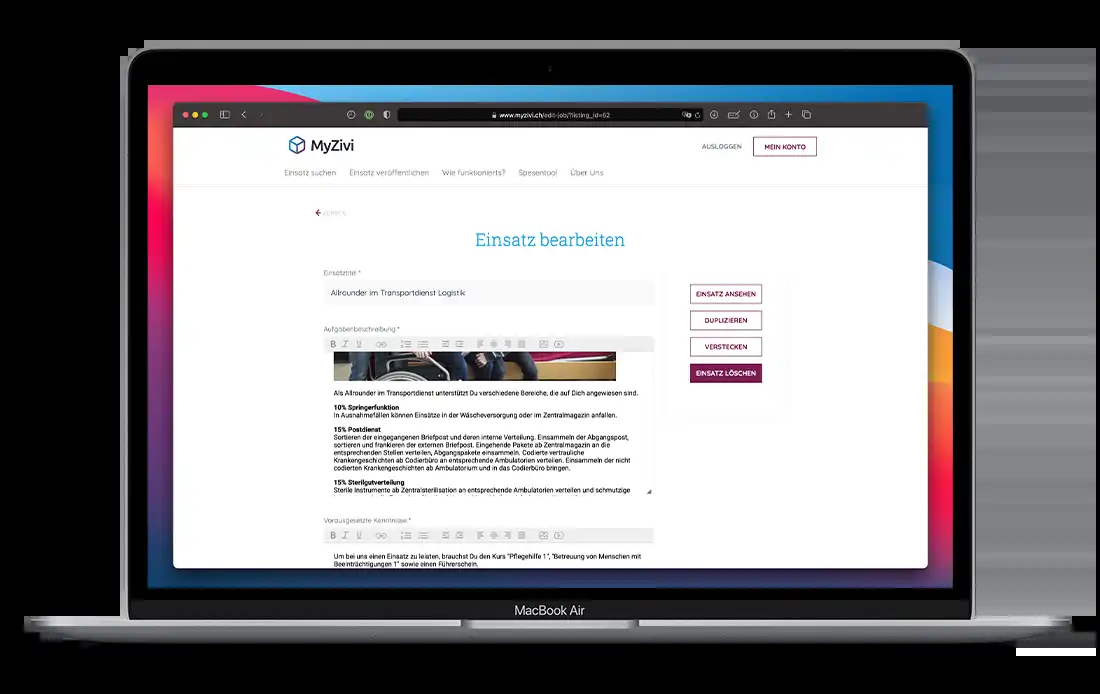 www.myzivi.ch/edit-job/?listing_id=62
MyZivi
AUSLOGGEN
MEIN KONTO
Einsatz suchen
Einsatz veröffentlichen
Wie funktionierts?
Spesentool
Über Uns
ZURÜCK
Einsatz bearbeiten
Einsatztitel *
Allrounder im Transportdienst Logistik
EINSATZ ANSEHEN
DUPLIZIEREN
VERSTECKEN
EINSATZ LÖSCHEN
Aufgabenbeschreibung *
B I U
Als Allrounder im Transportdienst unterstützt Du verschiedene Bereiche, die auf Dich angewiesen sind.
10% Springerfunktion
In Ausnahmefällen können Einsätze in der Wäscheversorgung oder im Zentralmagazin anfallen.
15% Postdienst
Sortieren der eingegangenen Briefpost und deren interne Verteilung. Einsammeln der Abgangspost,
sortieren und frankieren der externen Briefpost. Eingehende Pakete ab Zentralmagazin an die
entsprechenden Stellen verteilen, Abgangspakete einsammeln. Codierte vertrauliche
Krankengeschichten ab Codierbüro an entsprechende Ambulatorien verteilen. Einsammeln der nicht
codierten Krankengeschichten ab Ambulatorium und in das Codierbüro bringen.
15% Sterilgutverteilung
Sterile Instrumente ab Zentralsterilisation an entsprechende Ambulatorien verteilen und schmutzige
Vorausgesetzte Kenntnisse *
B I U
Um bei uns einen Einsatz zu leisten, brauchst Du den Kurs "Pflegehilfe 1", "Betreuung von Menschen mit
Beeinträchtigungen 1" sowie einen Führerschein.
MacBook Air